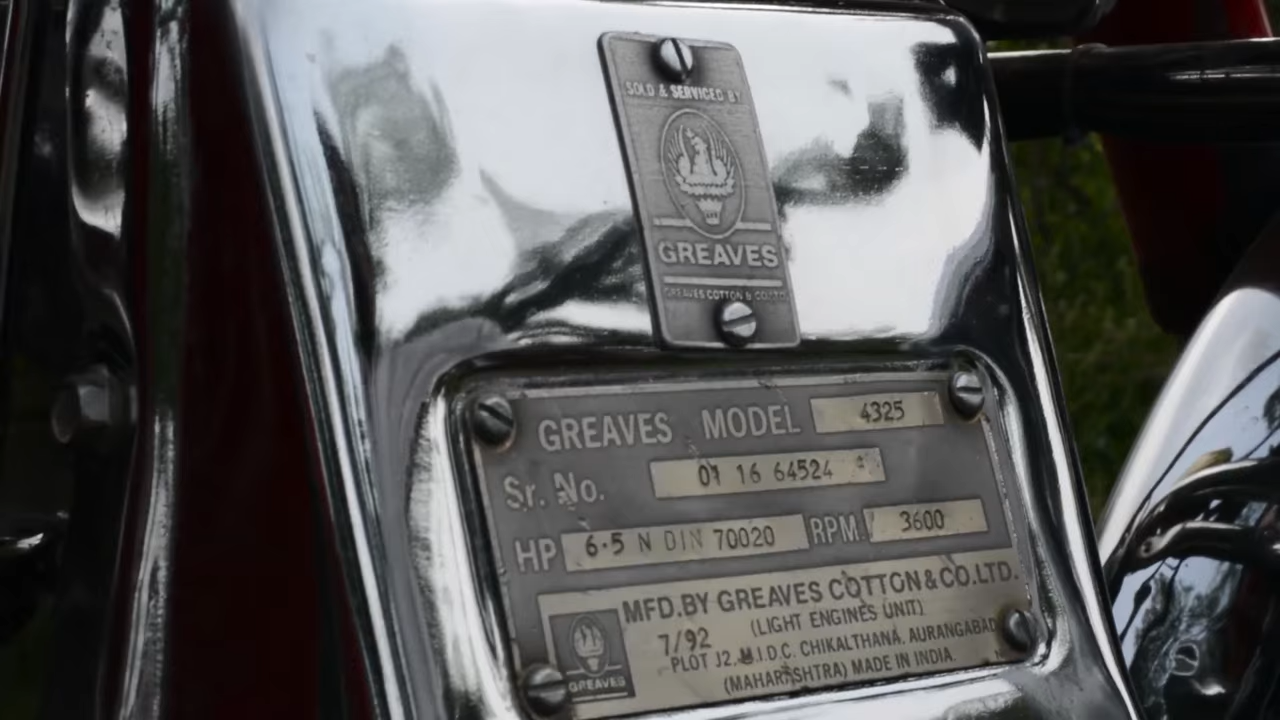 SOLD & SERVICED BY
GREAVES
GREAVES COTTON & CO. LTD.
GREAVES MODEL 4325
Sr. No. 01 16 64524
HP 6·5 N DIN 70020 RPM. 3600
MFD.BY GREAVES COTTON & CO.LTD.
(LIGHT ENGINES UNIT)
7/92
PLOT J2. M.I.D.C. CHIKALTHANA, AURANGABAD
(MAHARASHTRA) MADE IN INDIA.
GREAVES